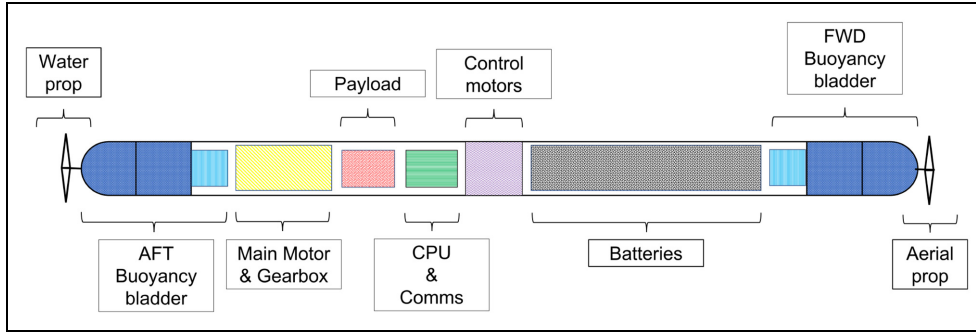 Water
prop
Payload
Control
motors
FWD
Buoyancy
bladder
AFT
Buoyancy
bladder
Main Motor
& Gearbox
CPU
&
Comms
Batteries
Aerial
prop